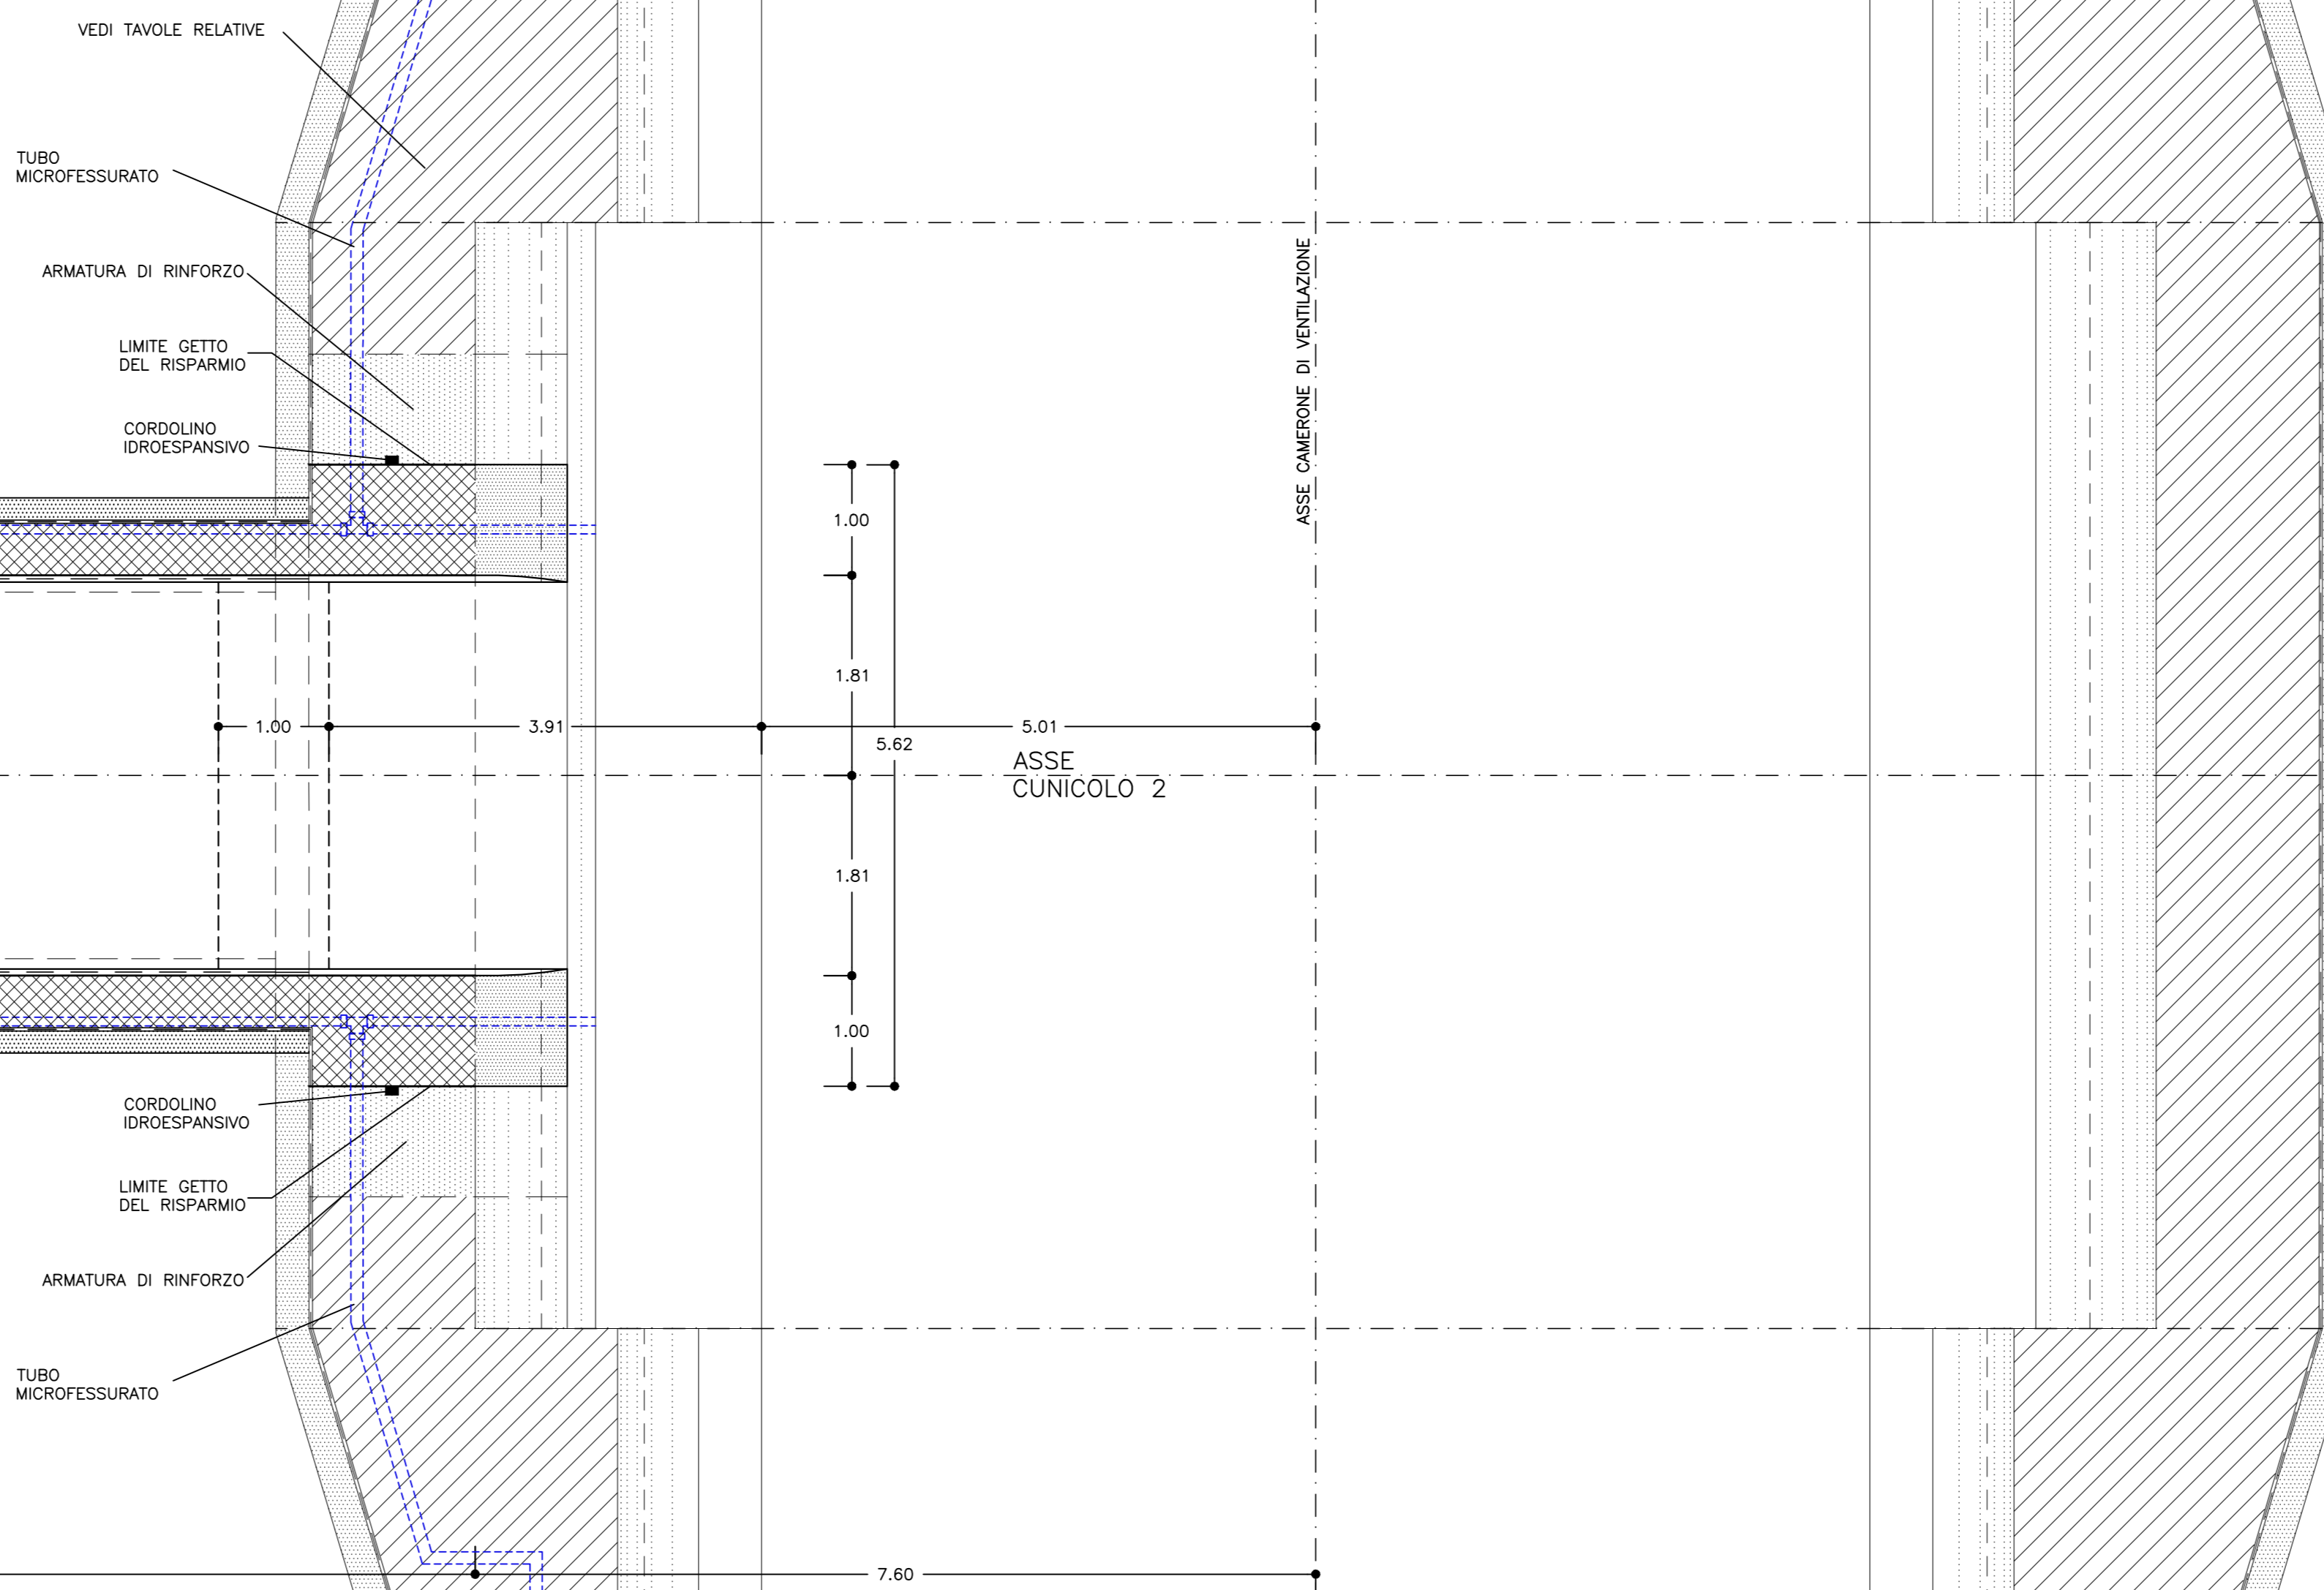 VEDI TAVOLE RELATIVE
TUBO
MICROFESSURATO
ARMATURA DI RINFORZO
LIMITE GETTO
DEL RISPARMIO
CORDOLINO
IDROESPANSIVO
ASSE CAMERONE DI VENTILAZIONE
1.00
1.81
1.00
3.91
5.01
5.62
ASSE
CUNICOLO 2
1.81
1.00
CORDOLINO
IDROESPANSIVO
LIMITE GETTO
DEL RISPARMIO
ARMATURA DI RINFORZO
TUBO
MICROFESSURATO
7.60